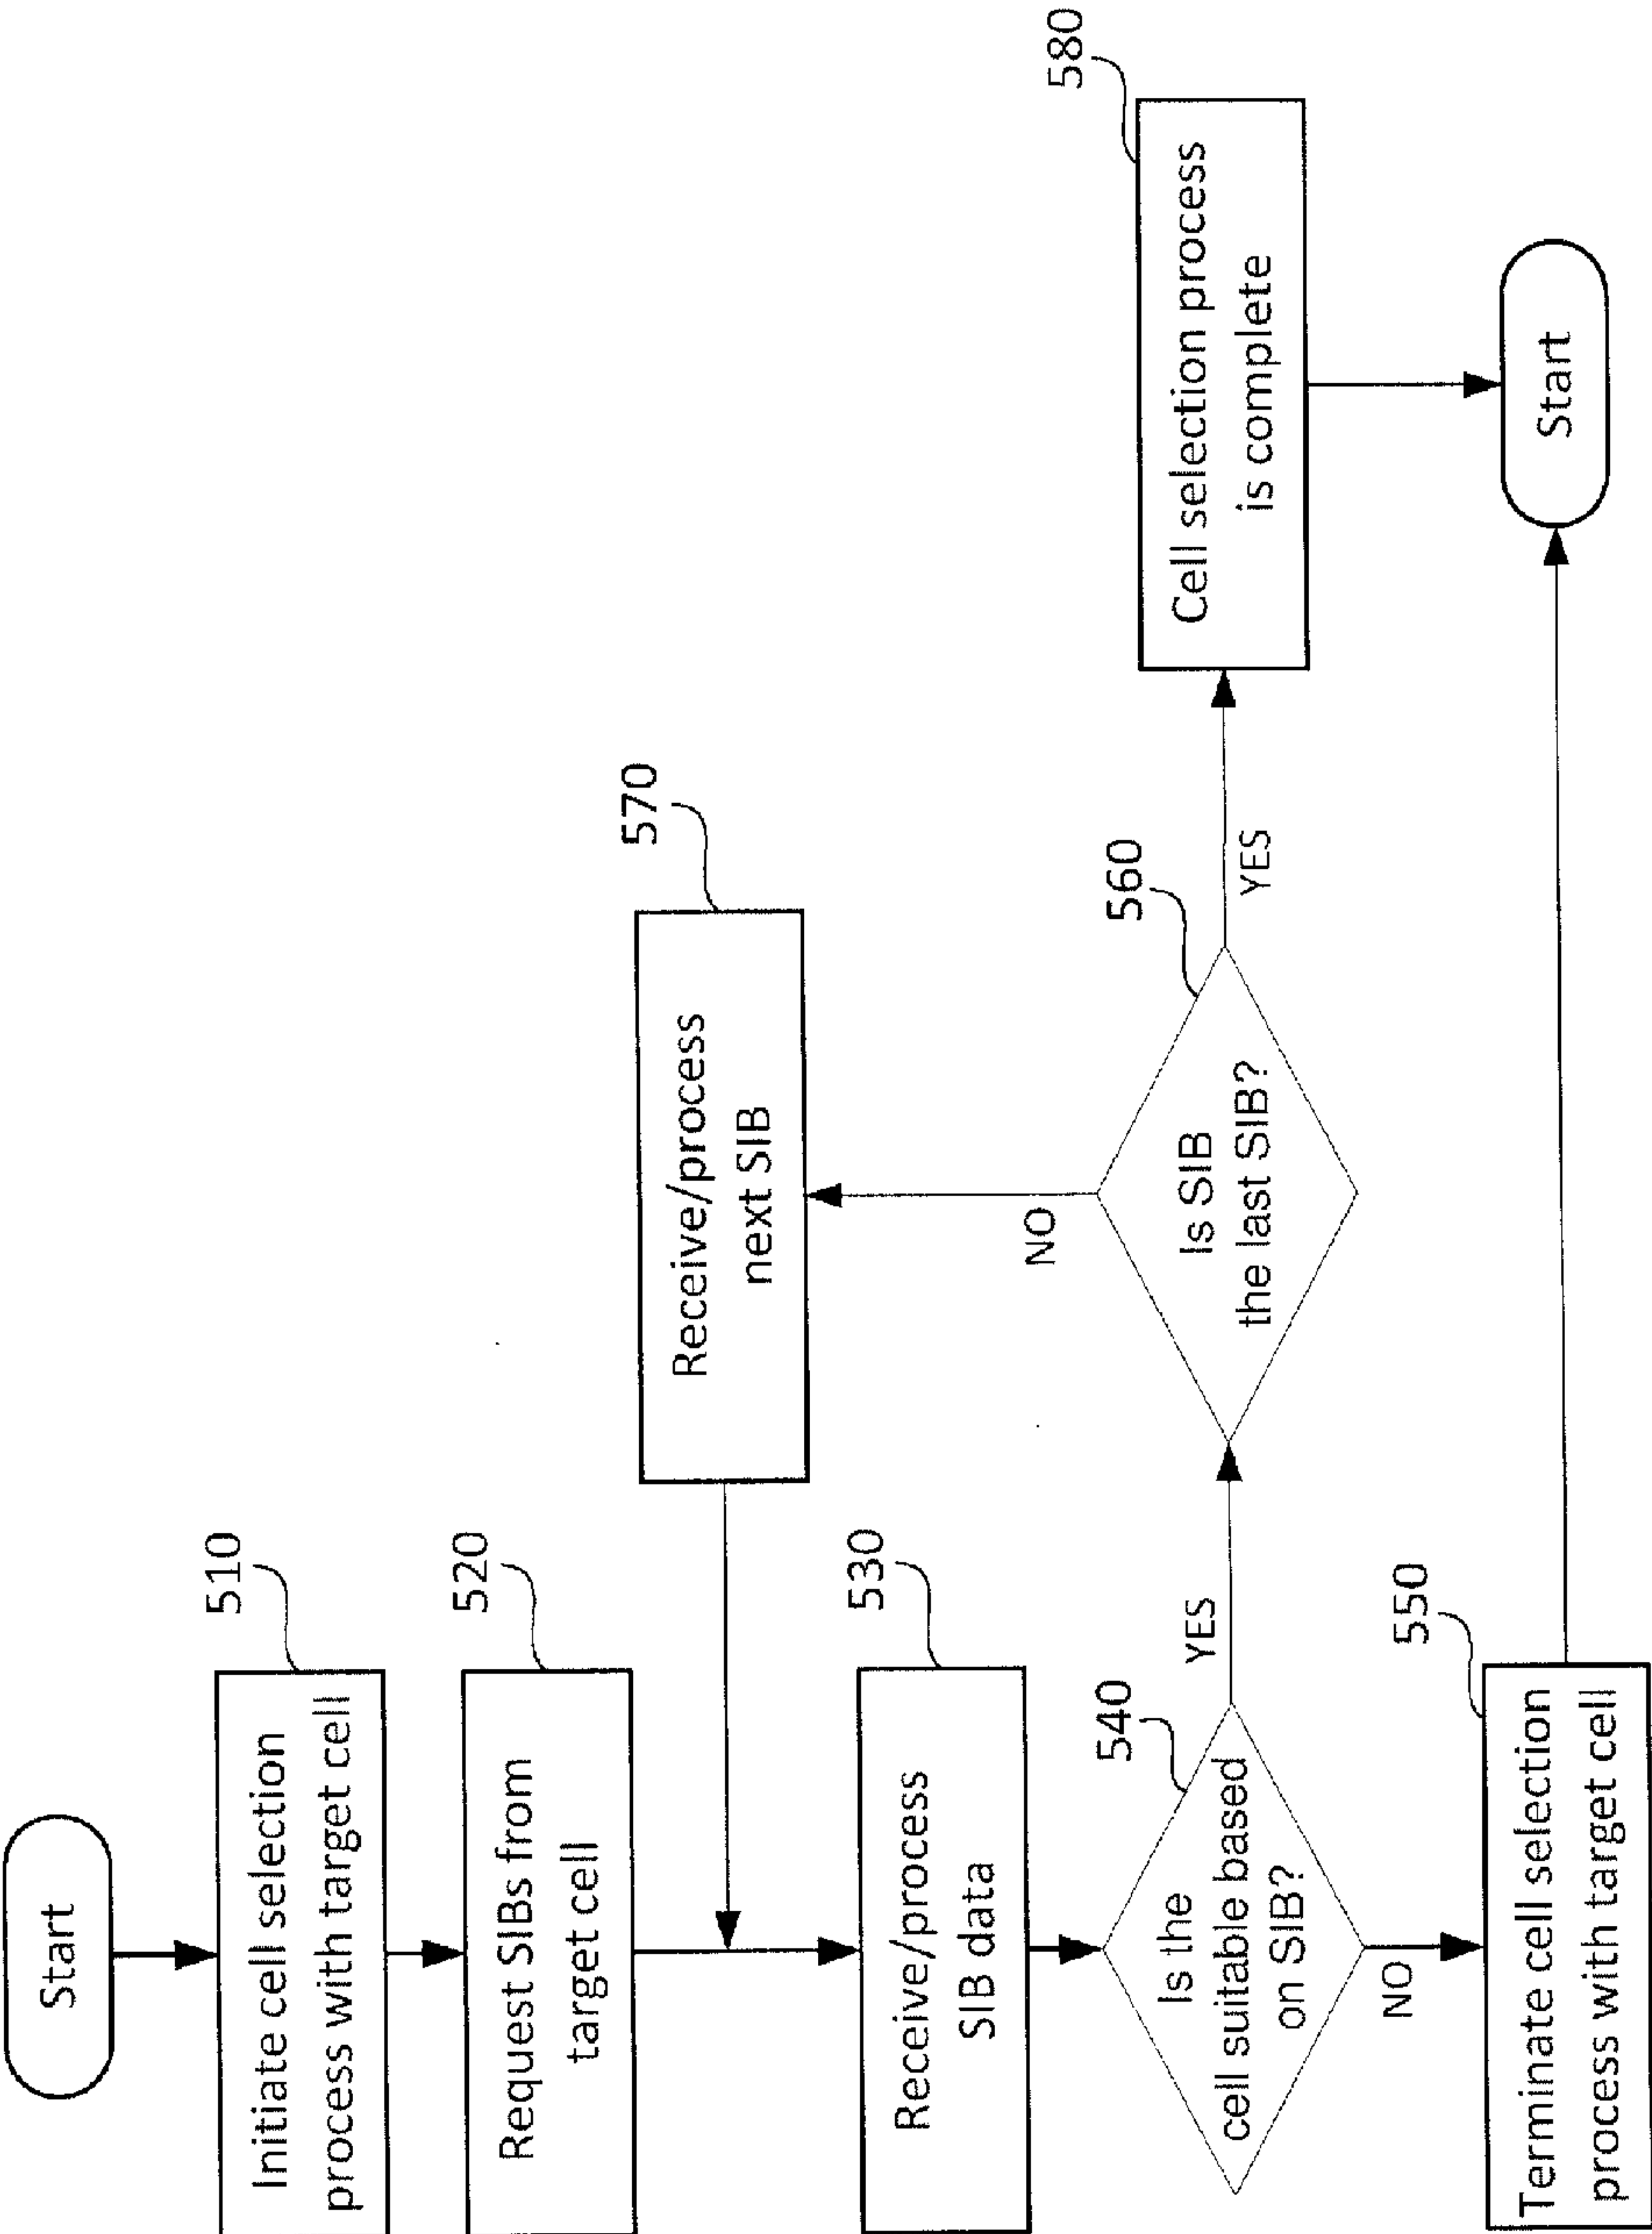 Start
510
Initiate cell selection
process with target cell
520
Request SIBs from
target cell
530
Receive/process
SIB data
540
Is the
cell suitable based
on SIB?
YES
NO
550
Terminate cell selection
process with target cell
560
Is SIB
the last SIB?
NO
YES
570
Receive/process
next SIB
580
Cell selection process
is complete
Start